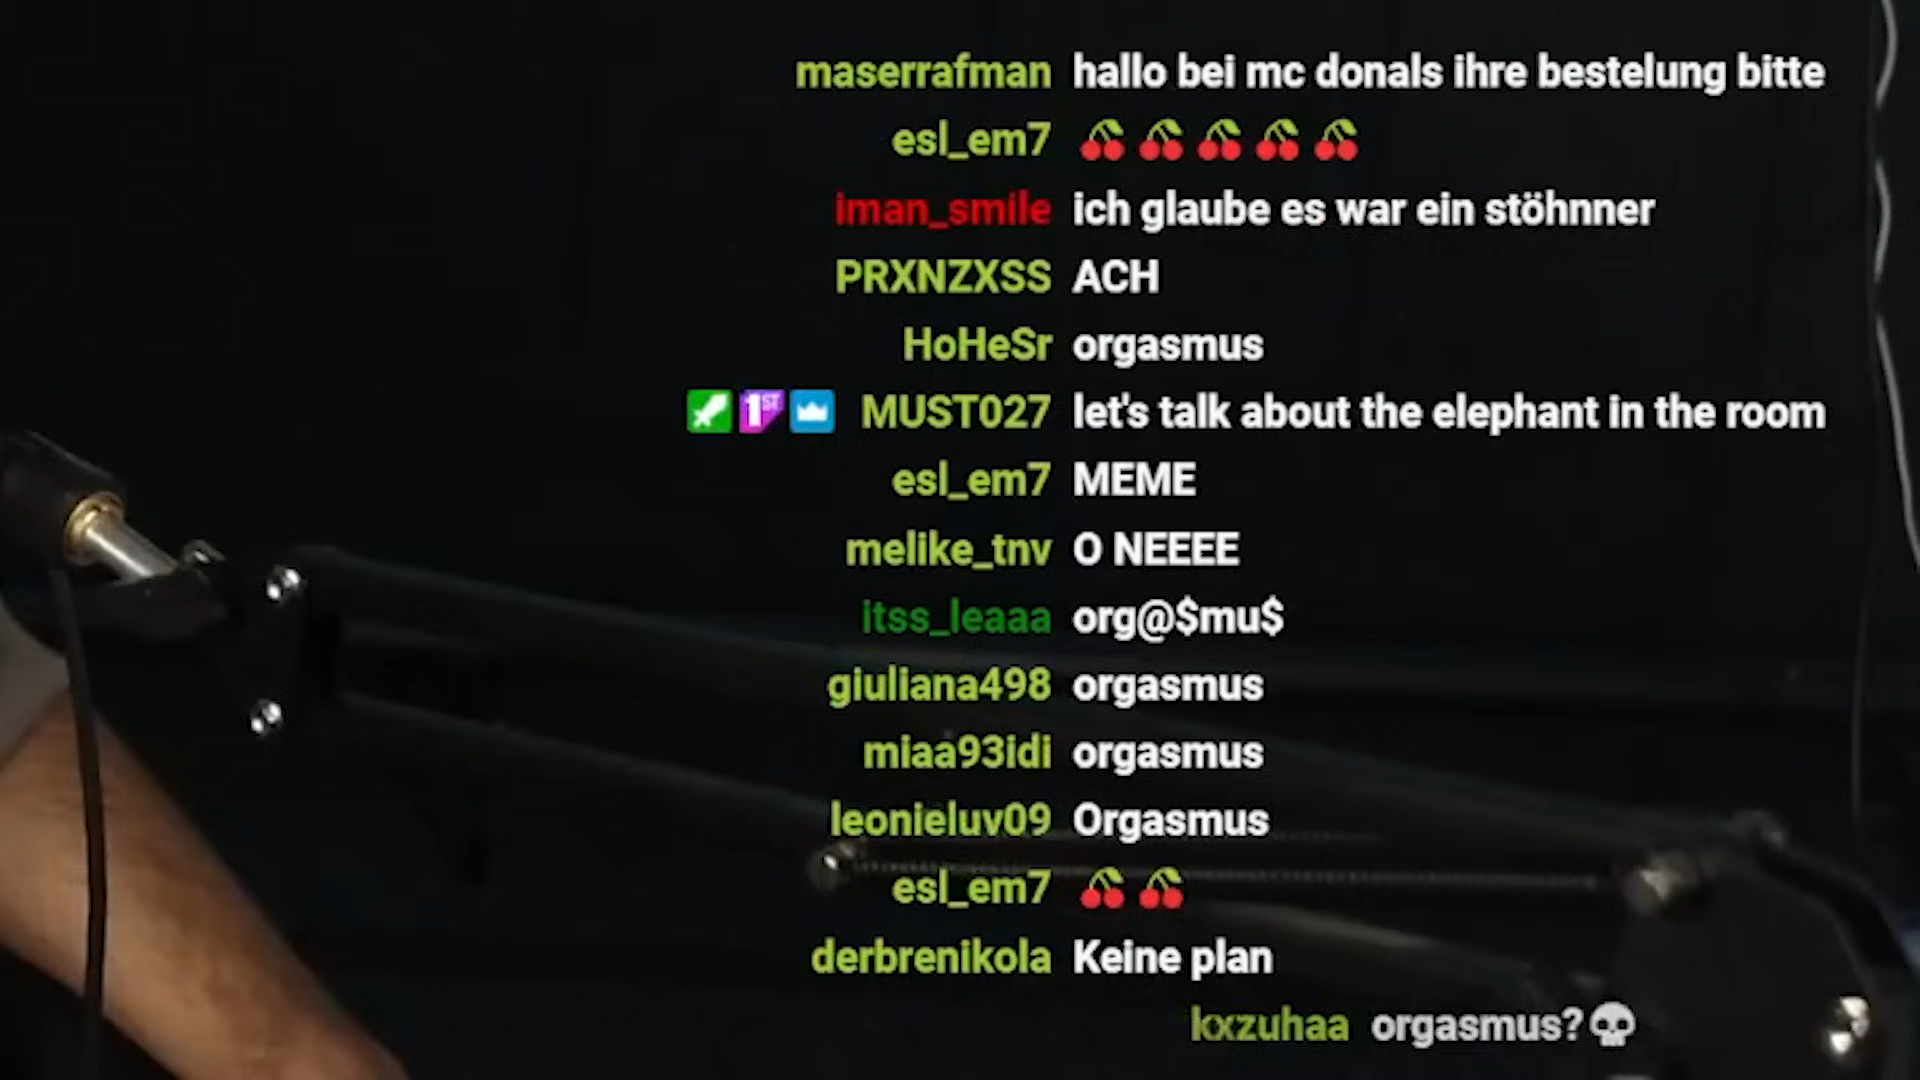 maserrafman hallo bei mc donals ihre bestelung bitte
esl_em7 🍒 🍒 🍒 🍒 🍒
iman_smile ich glaube es war ein stöhnner
PRXNZXSS ACH
HoHeSr orgasmus
1ST MUST027 let's talk about the elephant in the room
esl_em7 MEME
melike_tnv O NEEEE
itss_leaaa org@$mu$
giuliana498 orgasmus
miaa93idi orgasmus
leonieluv09 Orgasmus
esl_em7 🍒 🍒
derbrenikola Keine plan
kxzuhaa orgasmus?💀